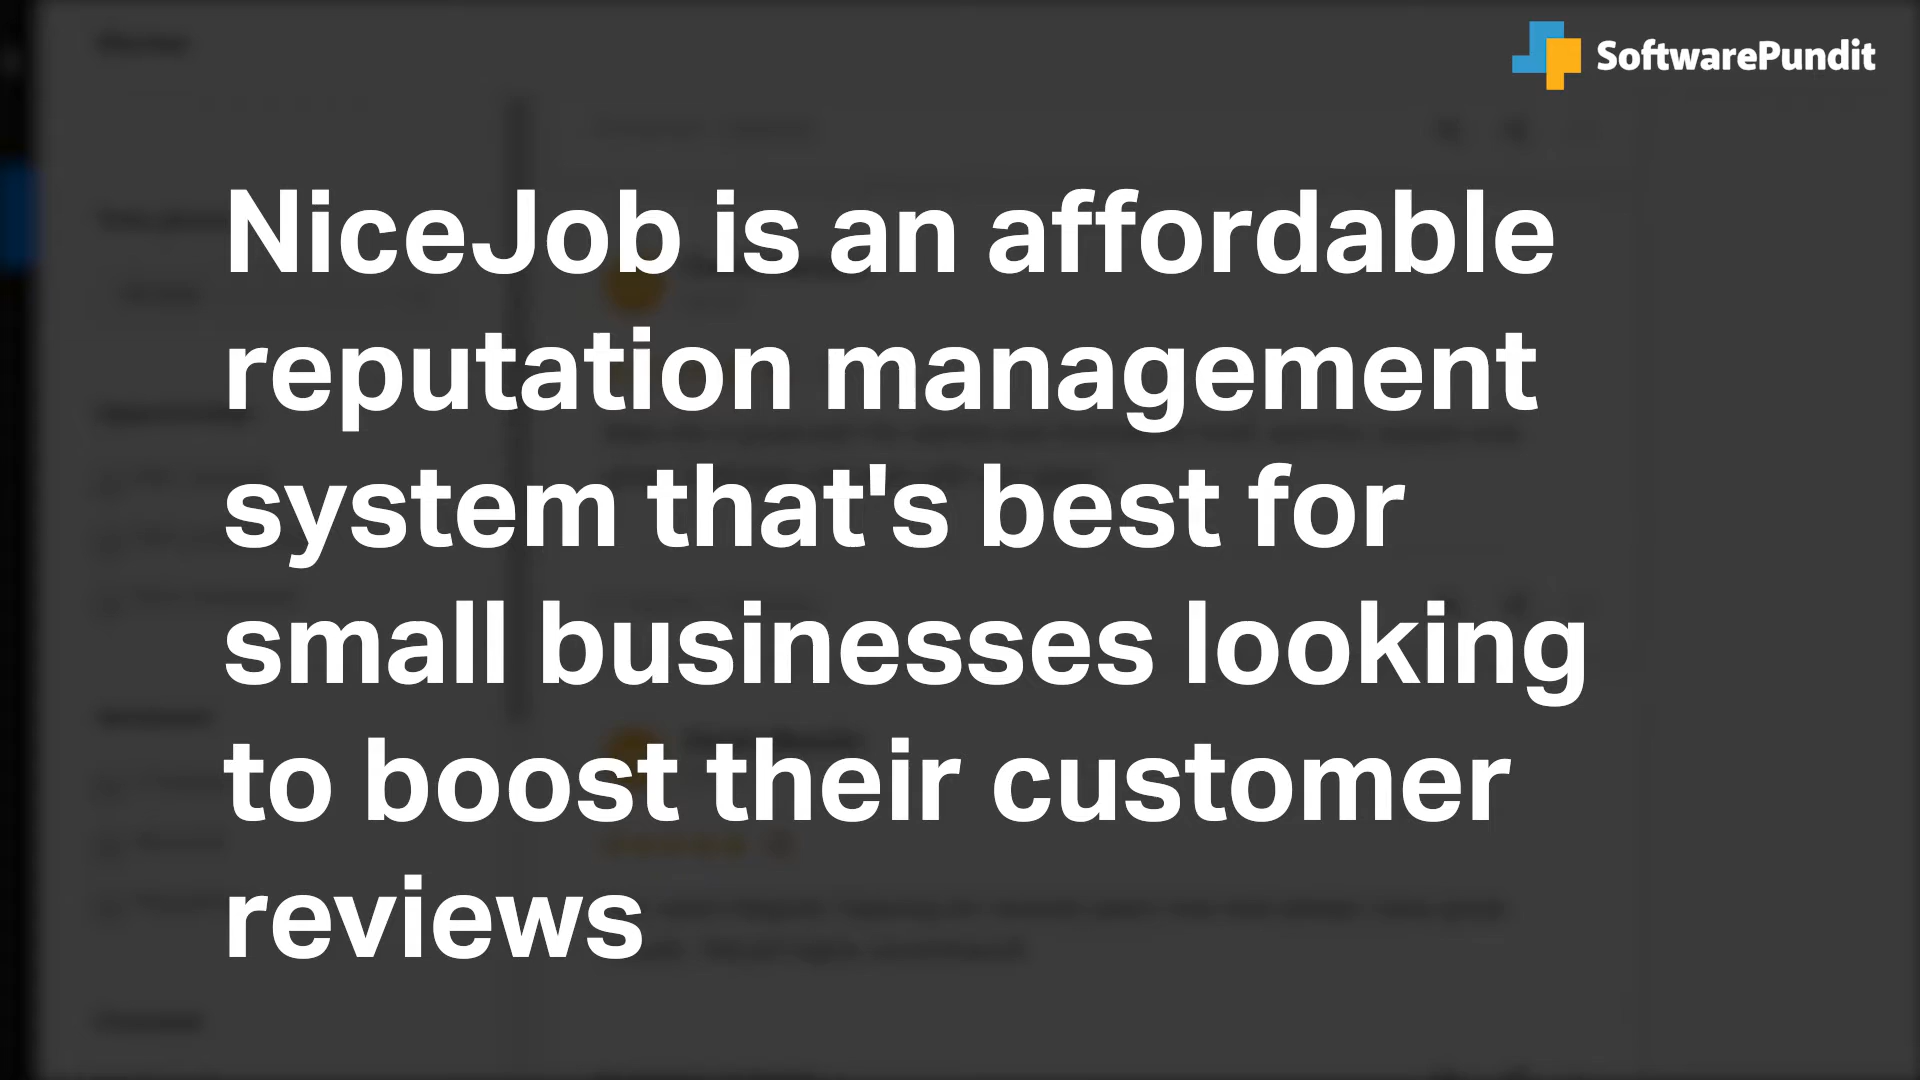 SoftwarePundit
NiceJob is an affordable
reputation management
system that's best for
small businesses looking
to boost their customer
reviews